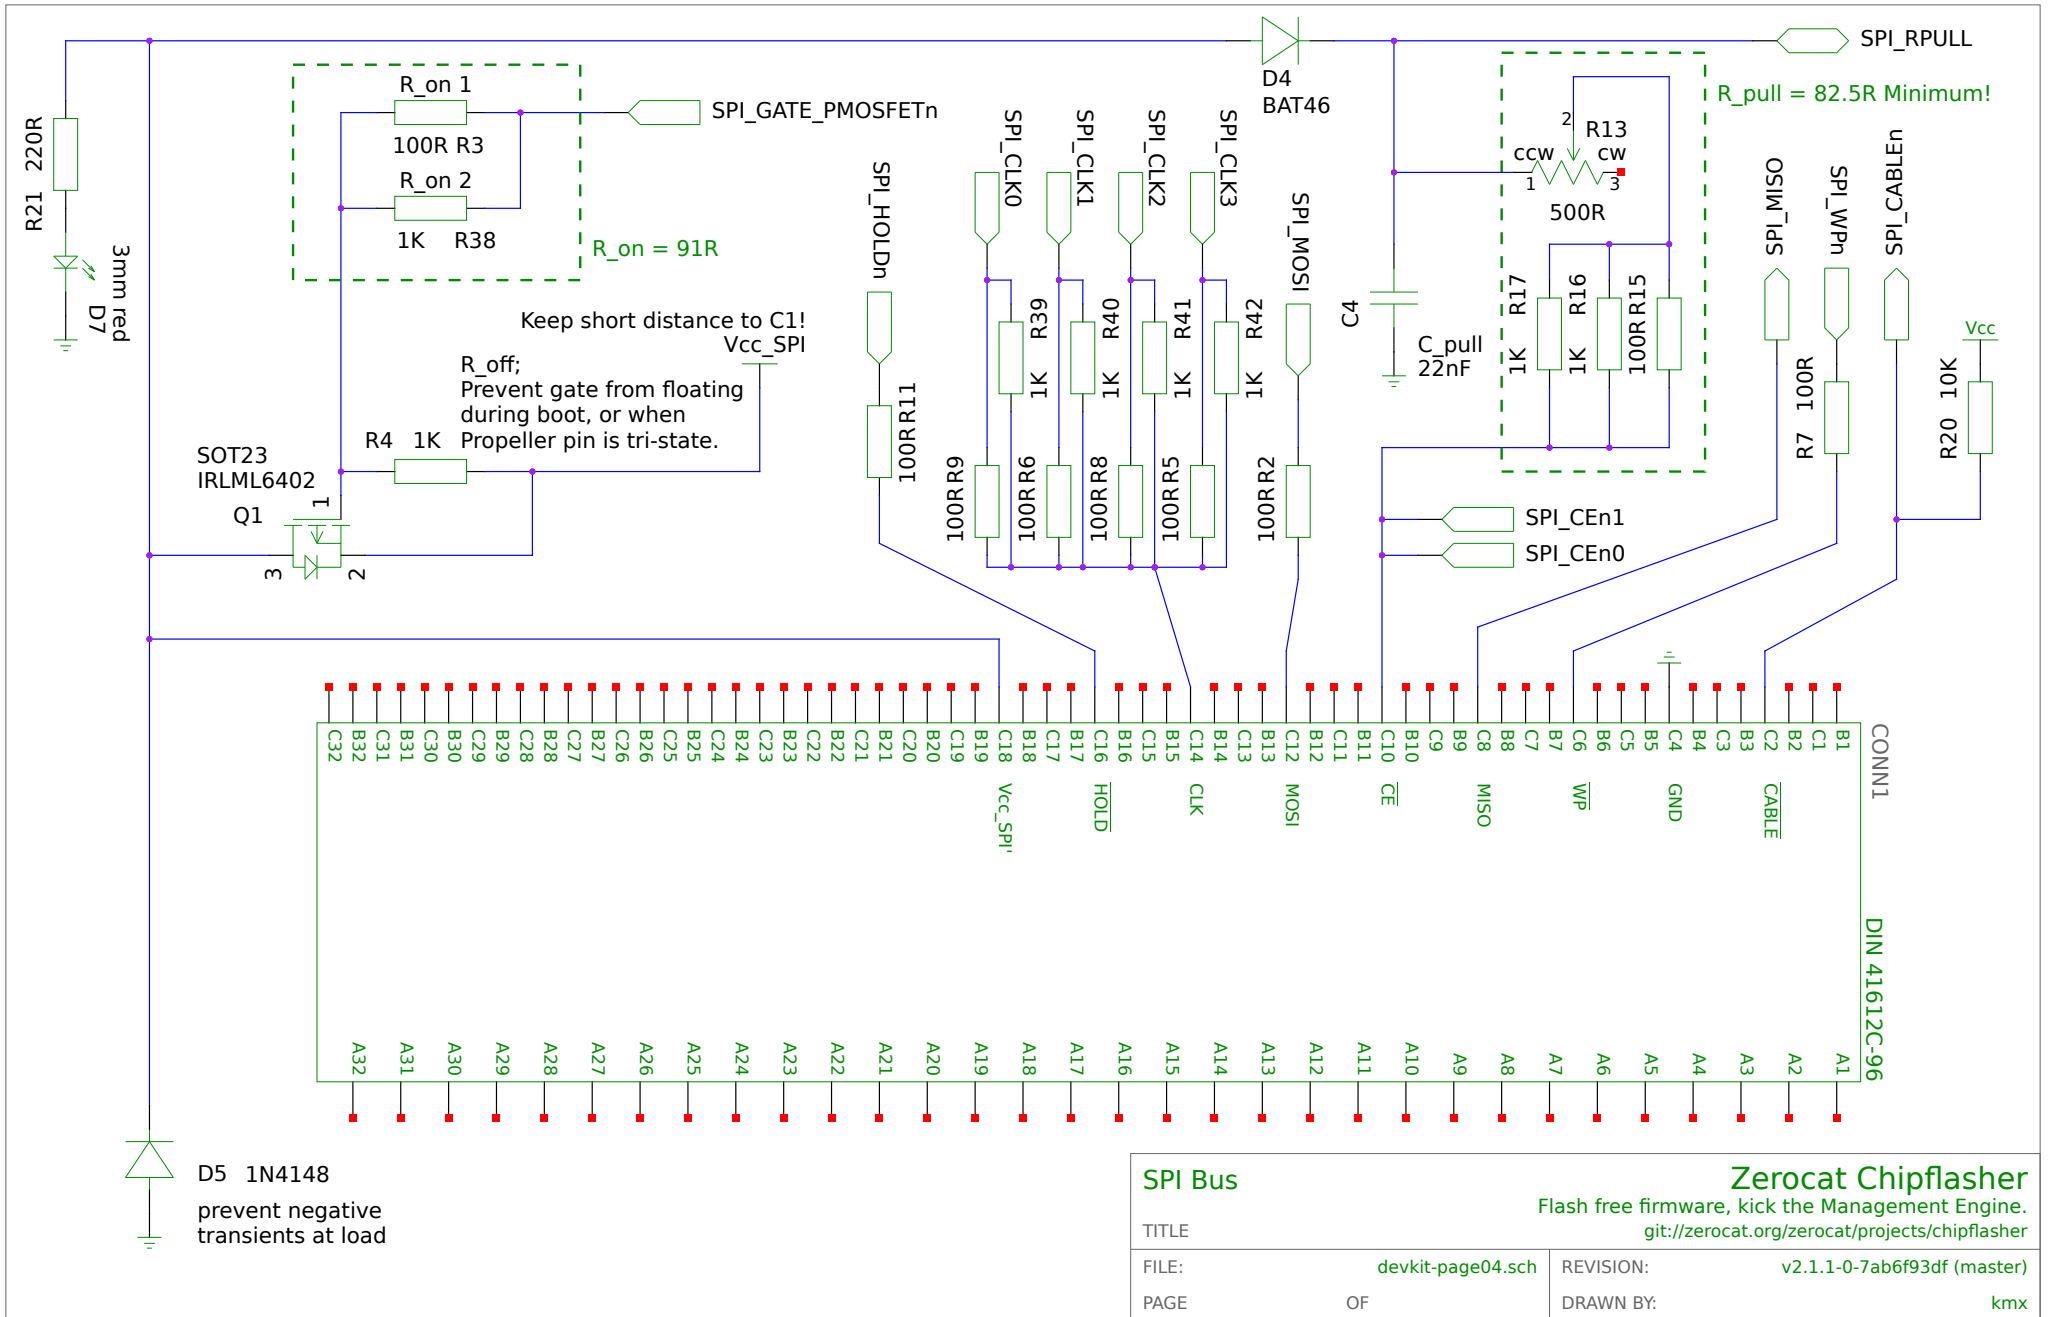 SPI_RPULL
D4
BAT46
R_pull = 82.5R Minimum!
R_on 1
100R R3
R_on 2
1K R38
SPI_GATE_PMOSFETn
R_on = 91R
R21 220R
3mm red
D7
Keep short distance to C1!
Vcc_SPI
R_off;
Prevent gate from floating
during boot, or when
Propeller pin is tri-state.
R4 1K
SOT23
IRLML6402
Q1
1
2
3
SPI_HOLDn
100R R11
SPI_CLK0
SPI_CLK1
SPI_CLK2
SPI_CLK3
1K R39
1K R40
1K R41
1K R42
100R R9
100R R6
100R R8
100R R5
SPI_MOSI
100R R2
C4
C_pull
22nF
2
R13
ccw
cw
1
3
500R
1K R17
1K R16
100R R15
SPI_CEn1
SPI_CEn0
SPI_MISO
SPI_WPn
SPI_CABLEn
R7 100R
Vcc
R20 10K
C32
B32
C31
B31
C30
B30
C29
B29
C28
B28
C27
B27
C26
B26
C25
B25
C24
B24
C23
B23
C22
B22
C21
B21
C20
B20
C19
B19
C18
B18
C17
B17
C16
B16
C15
B15
C14
B14
C13
B13
C12
B12
C11
B11
C10
B10
C9
B9
C8
B8
C7
B7
C6
B6
C5
B5
C4
B4
C3
B3
C2
B2
C1
B1
Vcc_SPI'
HOLD
CLK
MOSI
CE
MISO
WP
GND
CABLE
CONN1
DIN 41612C-96
A32
A31
A30
A29
A28
A27
A26
A25
A24
A23
A22
A21
A20
A19
A18
A17
A16
A15
A14
A13
A12
A11
A10
A9
A8
A7
A6
A5
A4
A3
A2
A1
D5 1N4148
prevent negative
transients at load
SPI Bus
Zerocat Chipflasher
Flash free firmware, kick the Management Engine.
TITLE
git://zerocat.org/zerocat/projects/chipflasher
FILE: devkit-page04.sch
REVISION: v2.1.1-0-7ab6f93df (master)
PAGE OF
DRAWN BY: kmx